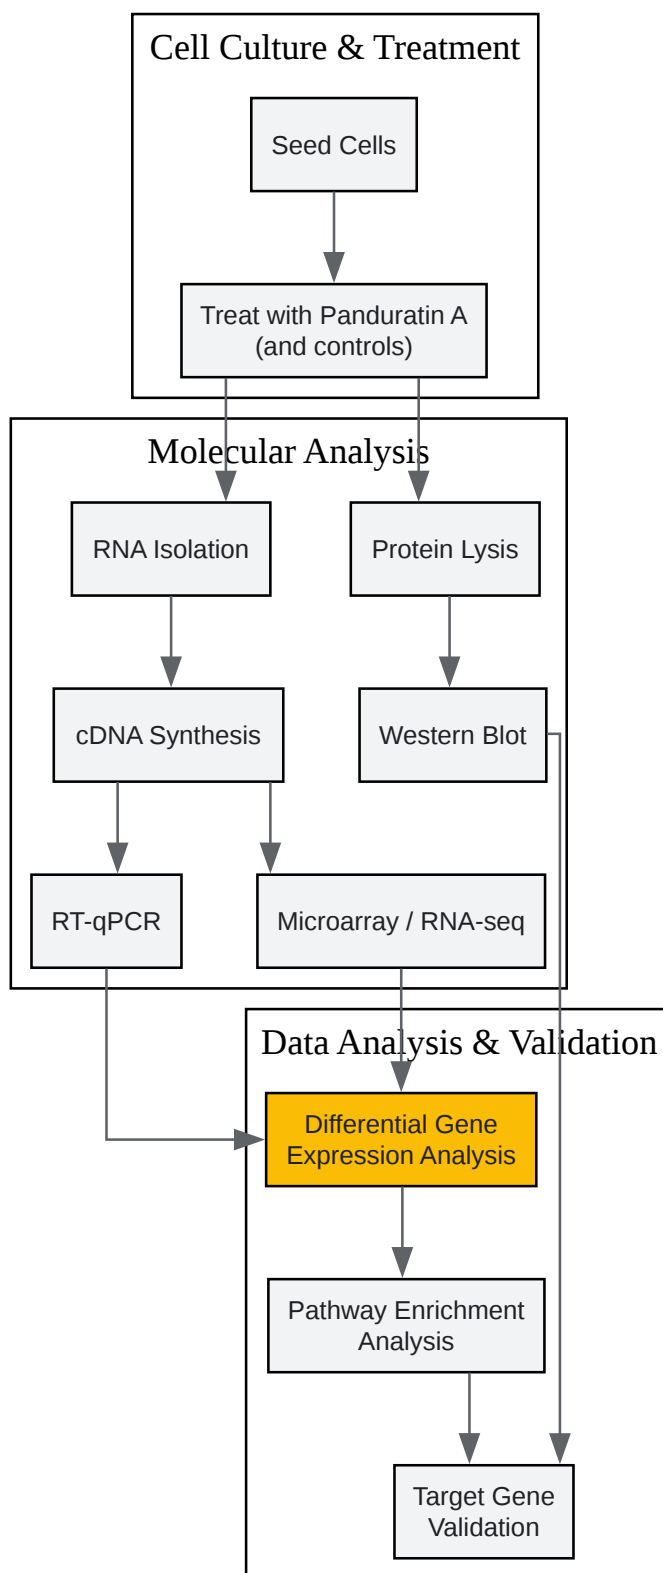 Cell Culture & Treatment
Seed Cells
Treat with Panduratin A
(and controls)
Molecular Analysis
RNA Isolation
Protein Lysis
cDNA Synthesis
Western Blot
RT-qPCR
Microarray / RNA-seq
Data Analysis & Validation
Differential Gene
Expression Analysis
Pathway Enrichment
Analysis
Target Gene
Validation